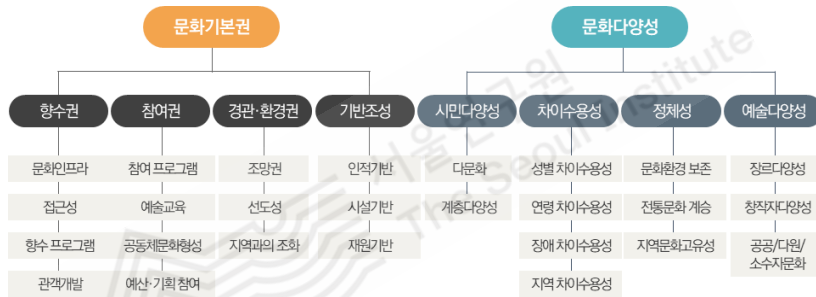 문화기본권
문화다양성
향수권
참여권
경관·환경권
기반조성
시민다양성
차이수용성
정체성
예술다양성
문화인프라
참여 프로그램
조망권
인적기반
다문화
성별 차이수용성
문화환경 보존
장르다양성
접근성
예술교육
선도성
시설기반
계층다양성
연령 차이수용성
전통문화 계승
창작자다양성
향수 프로그램
공동체문화형성
지역과의 조화
재원기반
장애 차이수용성
지역문화고유성
공공/다원/
소수자문화
관객개발
예산·기획 참여
지역 차이수용성
서울연구원
The Seoul Institute